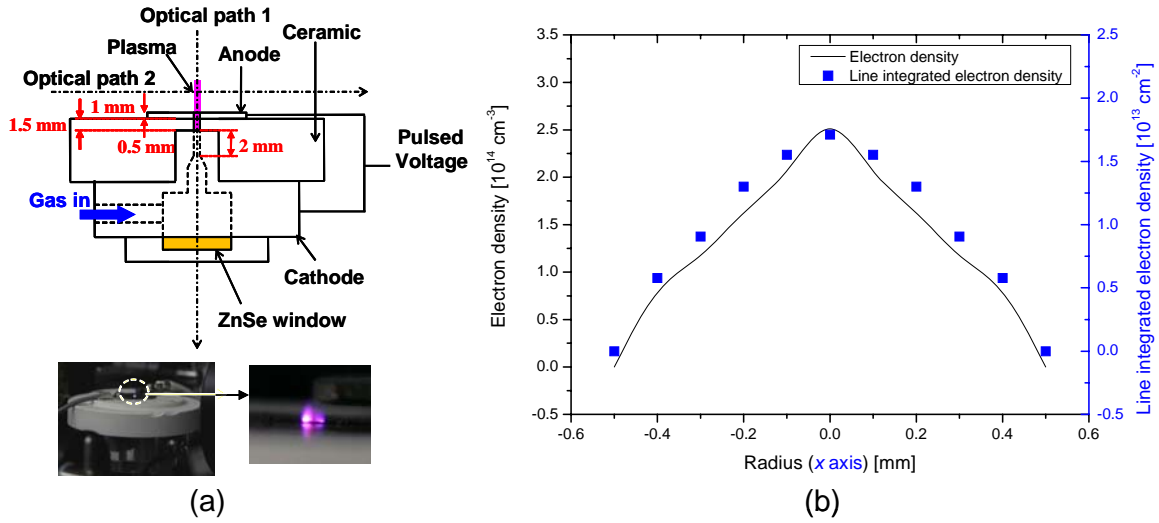 Optical path 1
Plasma
Anode
Ceramic
Optical path 2
1 mm
1.5 mm
0.5 mm
2 mm
Pulsed
Voltage
Gas in
Cathode
ZnSe window
(a)
Electron density
Line integrated electron density
3.5
3.0
2.5
2.0
1.5
1.0
0.5
0.0
-0.5
Electron density [10¹⁴ cm⁻³]
2.5
2.0
1.5
1.0
0.5
0.0
-0.5
Line integrated electron density [10¹³ cm⁻²]
-0.6 -0.4 -0.2 0.0 0.2 0.4 0.6
Radius (x axis) [mm]
(b)